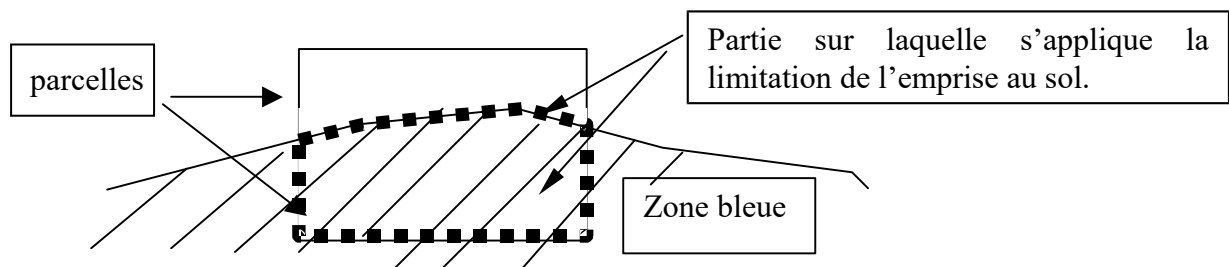 parcelles
Partie sur laquelle s’applique la
limitation de l’emprise au sol.
Zone bleue